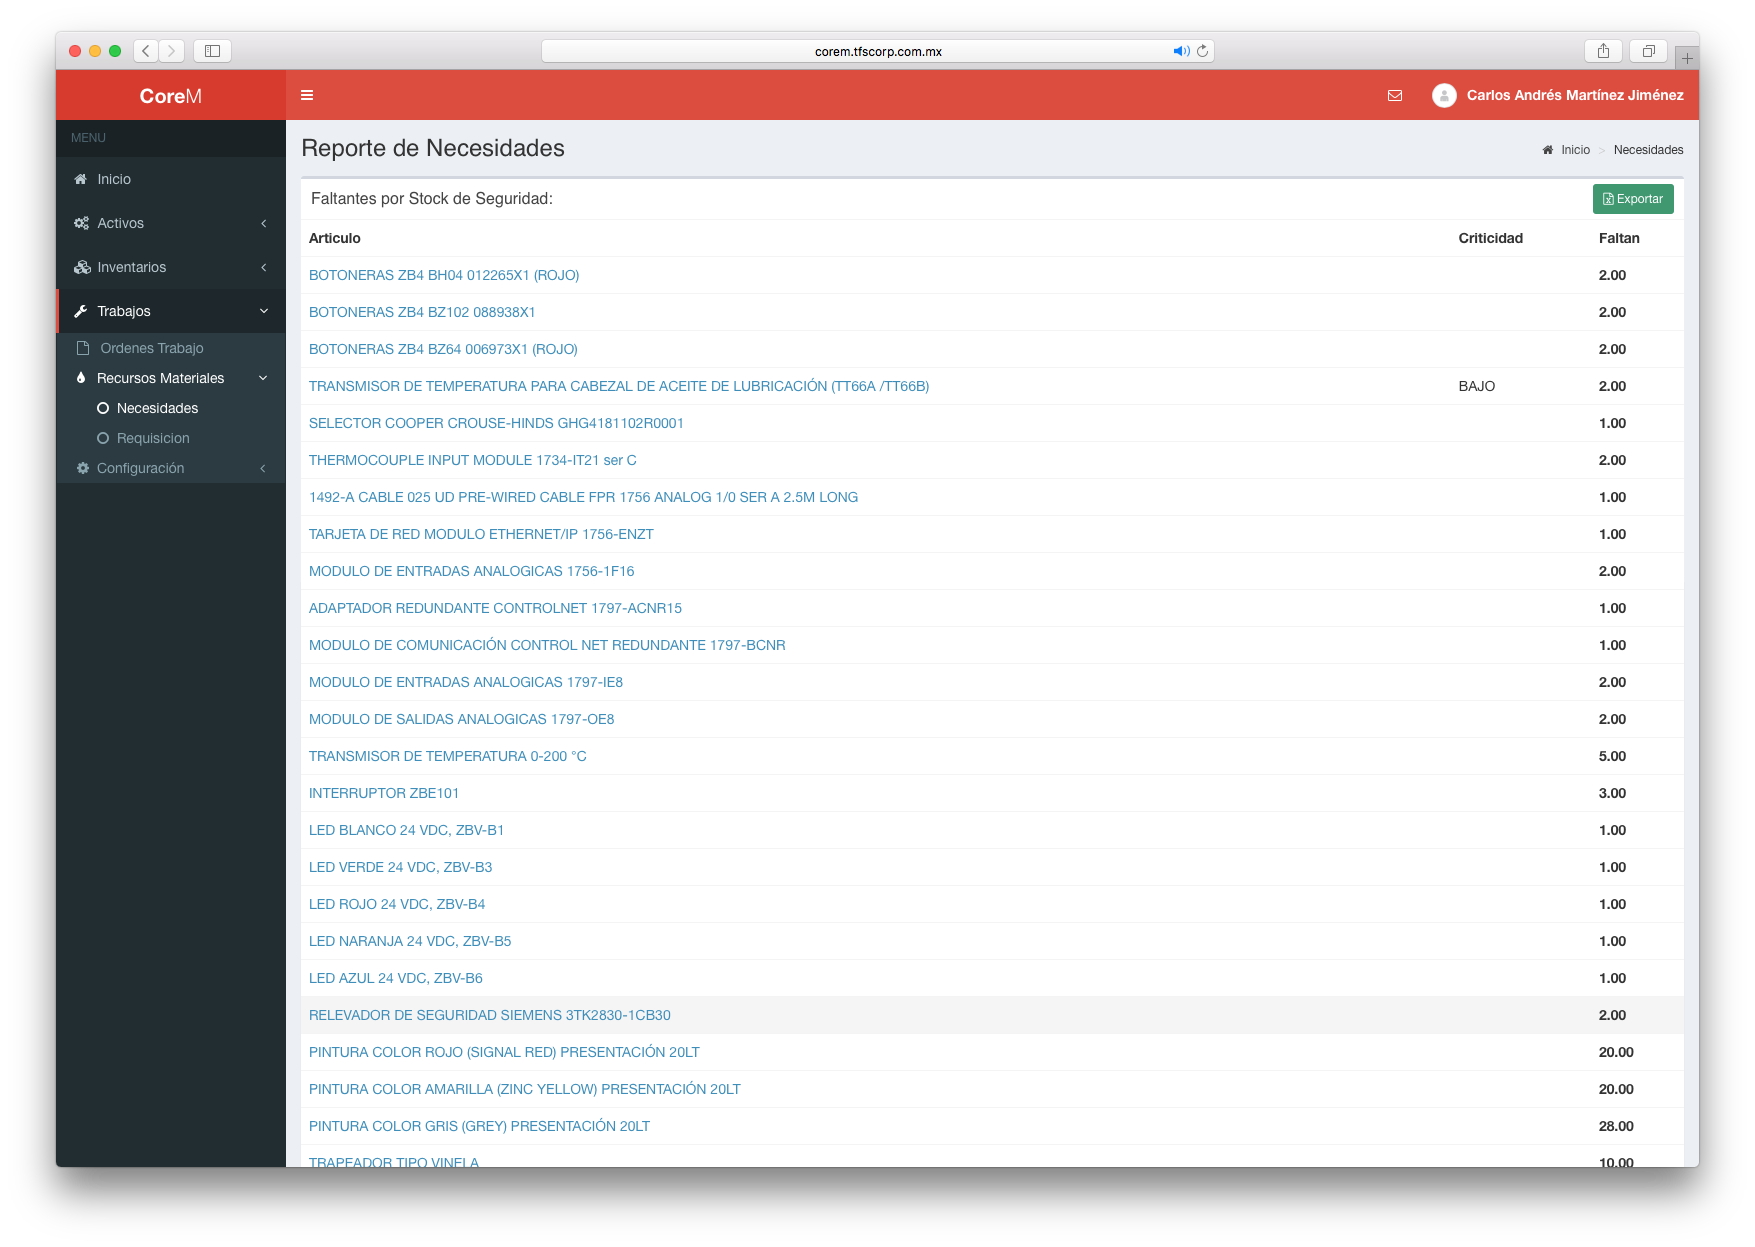 corem.tfscorp.com.mx
CoreM
Carlos Andrés Martínez Jiménez
MENU
Inicio
Activos
Inventarios
Trabajos
Ordenes Trabajo
Recursos Materiales
Necesidades
Requisicion
Configuración
Reporte de Necesidades
Inicio > Necesidades
Faltantes por Stock de Seguridad:
Exportar
Articulo Criticidad Faltan
BOTONERAS ZB4 BH04 012265X1 (ROJO) 2.00
BOTONERAS ZB4 BZ102 088938X1 2.00
BOTONERAS ZB4 BZ64 006973X1 (ROJO) 2.00
TRANSMISOR DE TEMPERATURA PARA CABEZAL DE ACEITE DE LUBRICACIÓN (TT66A /TT66B) BAJO 2.00
SELECTOR COOPER CROUSE-HINDS GHG4181102R0001 1.00
THERMOCOUPLE INPUT MODULE 1734-IT21 ser C 2.00
1492-A CABLE 025 UD PRE-WIRED CABLE FPR 1756 ANALOG 1/0 SER A 2.5M LONG 1.00
TARJETA DE RED MODULO ETHERNET/IP 1756-ENZT 1.00
MODULO DE ENTRADAS ANALOGICAS 1756-1F16 2.00
ADAPTADOR REDUNDANTE CONTROLNET 1797-ACNR15 1.00
MODULO DE COMUNICACIÓN CONTROL NET REDUNDANTE 1797-BCNR 1.00
MODULO DE ENTRADAS ANALOGICAS 1797-IE8 2.00
MODULO DE SALIDAS ANALOGICAS 1797-OE8 2.00
TRANSMISOR DE TEMPERATURA 0-200 °C 5.00
INTERRUPTOR ZBE101 3.00
LED BLANCO 24 VDC, ZBV-B1 1.00
LED VERDE 24 VDC, ZBV-B3 1.00
LED ROJO 24 VDC, ZBV-B4 1.00
LED NARANJA 24 VDC, ZBV-B5 1.00
LED AZUL 24 VDC, ZBV-B6 1.00
RELEVADOR DE SEGURIDAD SIEMENS 3TK2830-1CB30 2.00
PINTURA COLOR ROJO (SIGNAL RED) PRESENTACIÓN 20LT 20.00
PINTURA COLOR AMARILLA (ZINC YELLOW) PRESENTACIÓN 20LT 20.00
PINTURA COLOR GRIS (GREY) PRESENTACIÓN 20LT 28.00
TRAPEADOR TIPO VINELA 10.00